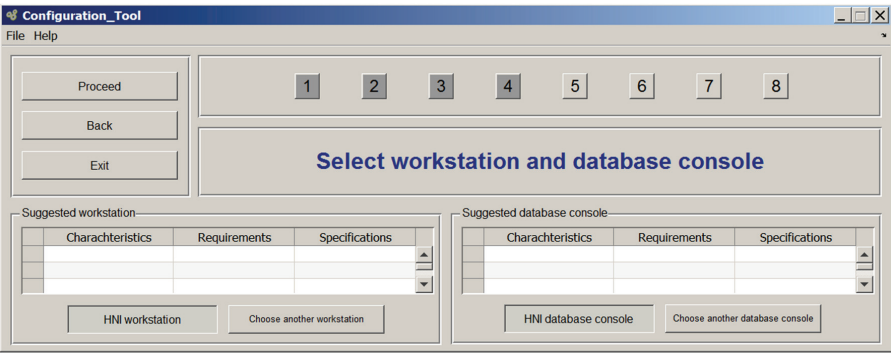 Configuration_Tool
File Help
Proceed
Back
Exit
1 2 3 4 5 6 7 8
Select workstation and database console
Suggested workstation
Charachteristics Requirements Specifications
HNI workstation Choose another workstation
Suggested database console
Charachteristics Requirements Specifications
HNI database console Choose another database console